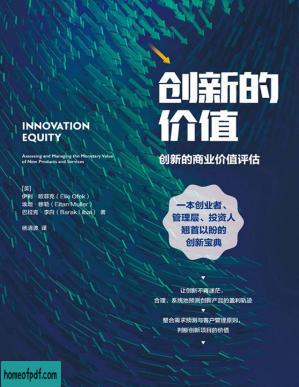 创新的
价值
创新的商业价值评估
INNOVATION
EQUITY
Assessing and Managing the Monetary Value
of New Products and Services
一本创业者、
管理层、投资人
翘首以盼的
创新宝典
[美]
伊利·欧菲克（Elie Ofek）
埃坦·穆勒（Eitan Muller）
巴拉克·李白（Barak Libai） 著
让创新不再迷茫，
合理、系统地预测创新产品的盈利轨迹
整合需求预测与客户管理原则，
判断创新项目的价值
homeofpdf.com